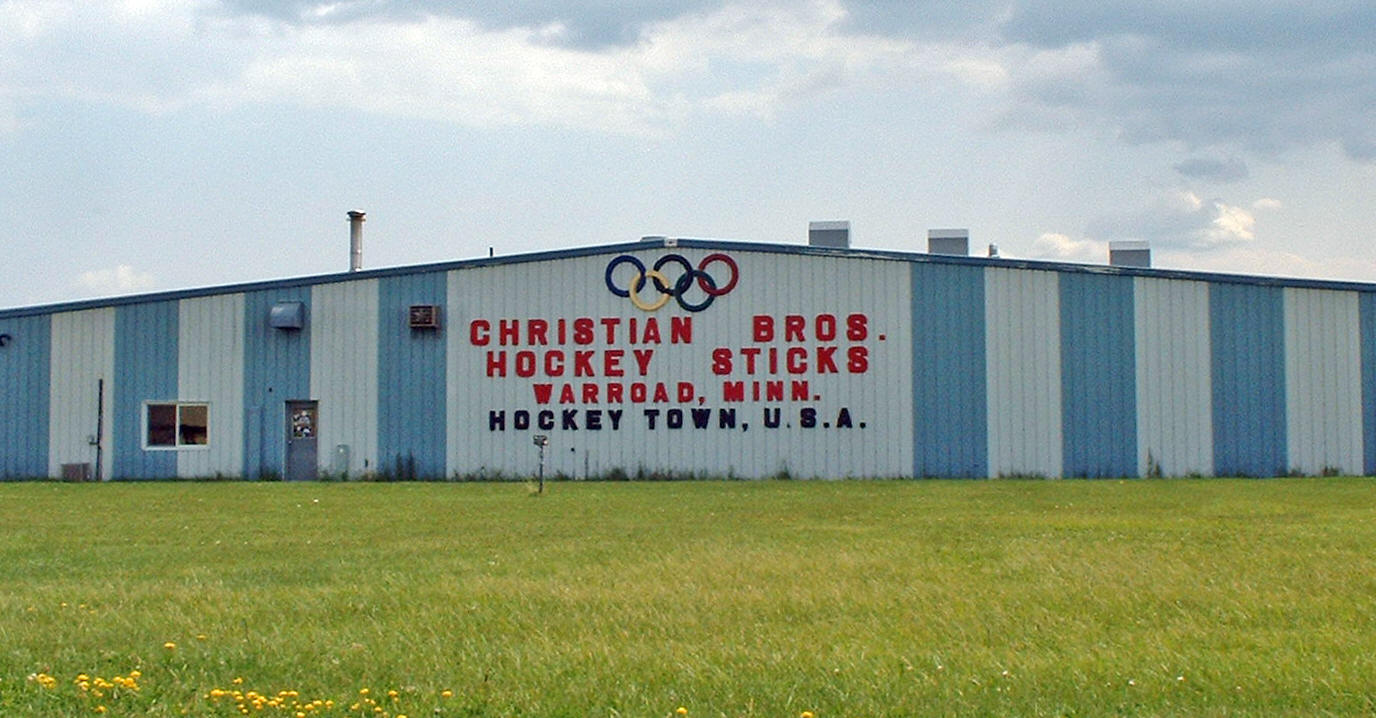 CHRISTIAN BROS.
HOCKEY STICKS
WARROAD, MINN.
HOCKEY TOWN, U.S.A.